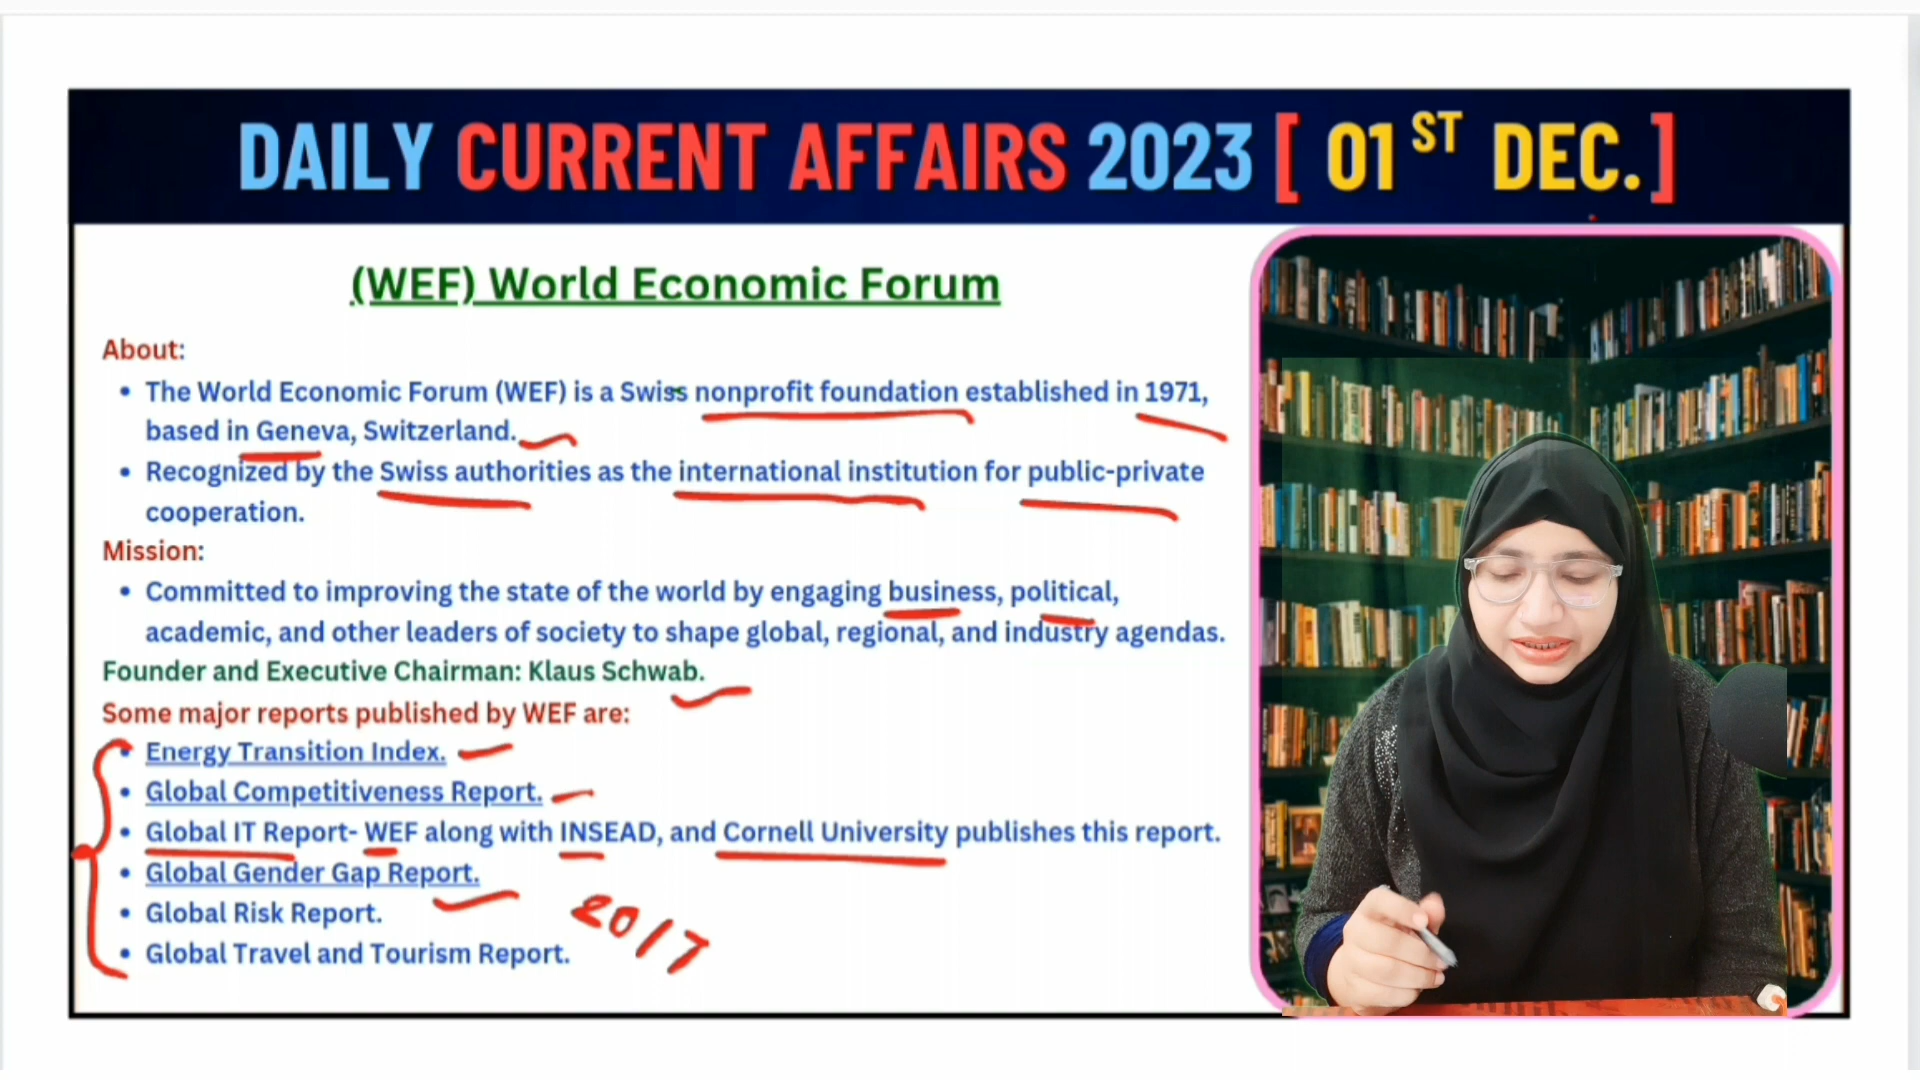 DAILY CURRENT AFFAIRS 2023 [ 01 ST DEC.]
(WEF) World Economic Forum
About:
• The World Economic Forum (WEF) is a Swiss nonprofit foundation established in 1971,
based in Geneva, Switzerland.
• Recognized by the Swiss authorities as the international institution for public-private
cooperation.
Mission:
• Committed to improving the state of the world by engaging business, political,
academic, and other leaders of society to shape global, regional, and industry agendas.
Founder and Executive Chairman: Klaus Schwab.
Some major reports published by WEF are:
• Energy Transition Index.
• Global Competitiveness Report.
• Global IT Report- WEF along with INSEAD, and Cornell University publishes this report.
• Global Gender Gap Report.
• Global Risk Report.
2017
• Global Travel and Tourism Report.